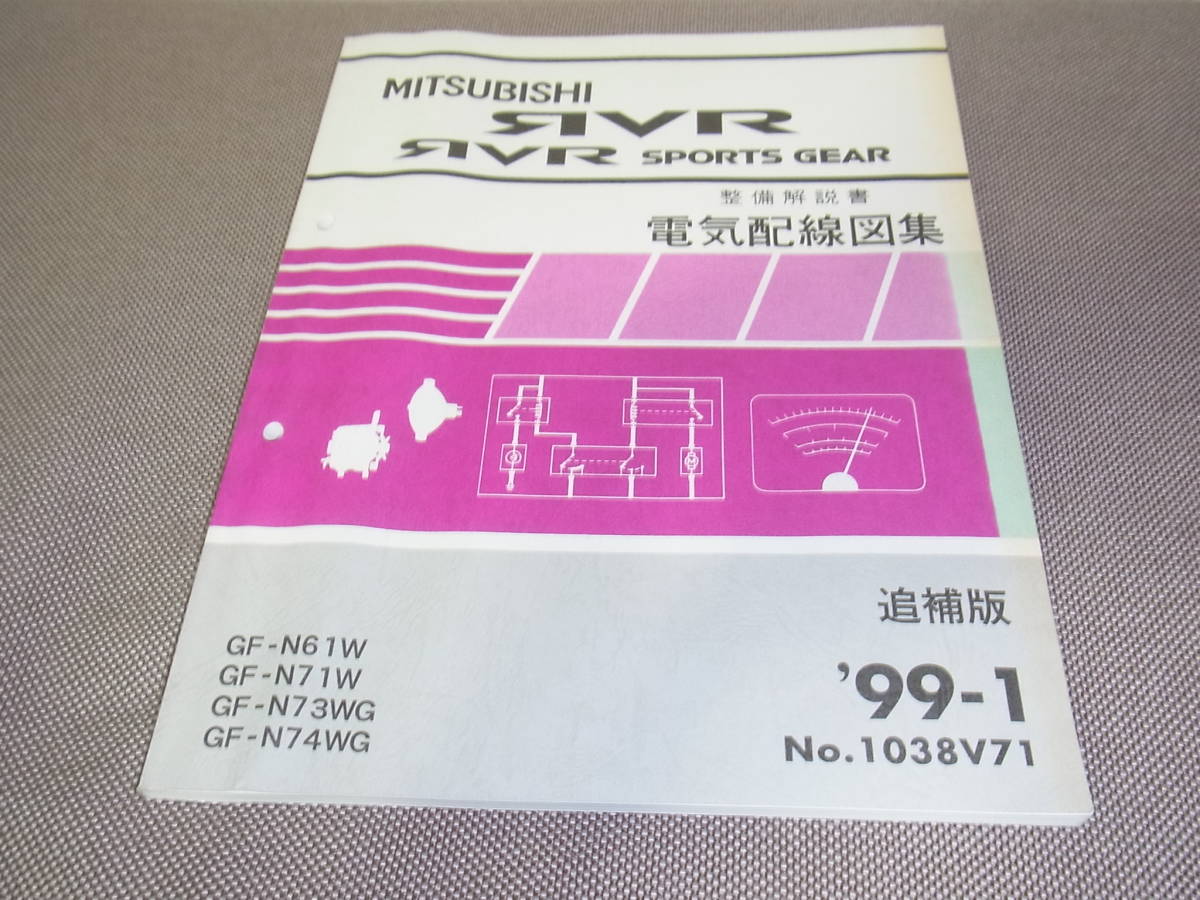 MITSUBISHI
RVR
RVR SPORTS GEAR
整備解説書
電気配線図集
M
追補版
GF-N61W
GF-N71W
GF-N73WG
GF-N74WG
'99-1
No.1038V71